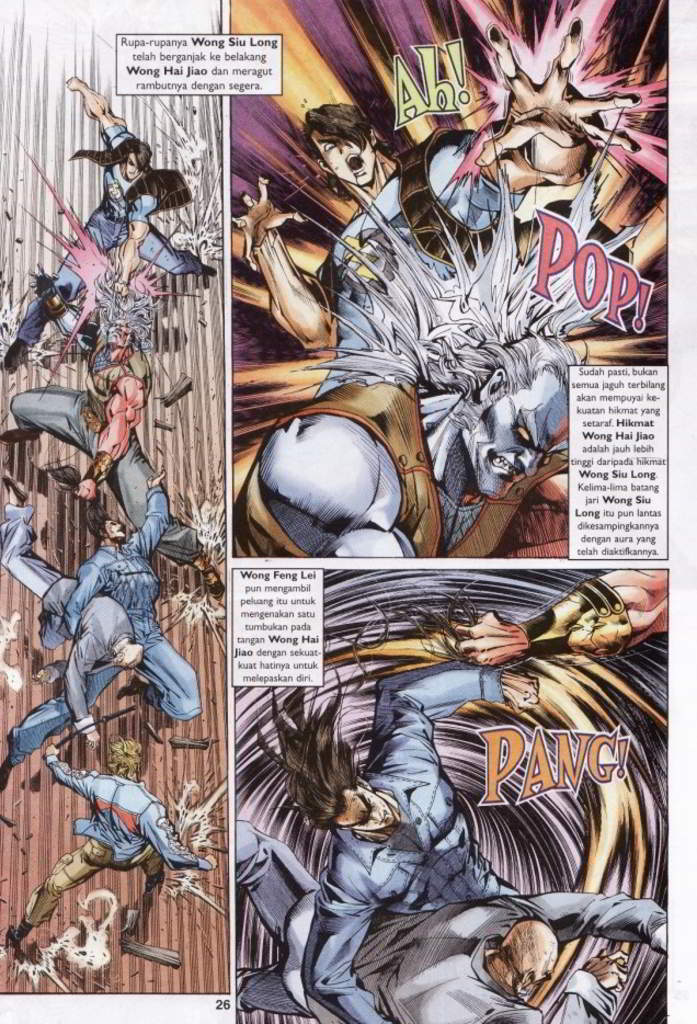 Rupa-rupanya Wong Siu Long
telah berganjak ke belakang
Wong Hai Jiao dan meragut
rambutnya dengan segera.
AH!
POP!
Sudah pasti, bukan
semua jaguh terbilang
akan mempuyai ke-
kuatan hikmat yang
setaraf. Hikmat
Wong Hai Jiao
adalah jauh lebih
tinggi daripada hikmat
Wong Siu Long.
Kelima-lima batang
jari Wong Siu
Long itu pun lantas
dikesampingkannya
dengan aura yang
telah diaktifkannya.
Wong Feng Lei
pun mengambil
peluang itu untuk
mengenakan satu
tumbukan pada
tangan Wong Hai
Jiao dengan sekuat-
kuat hatinya untuk
melepaskan diri.
PANG!
26